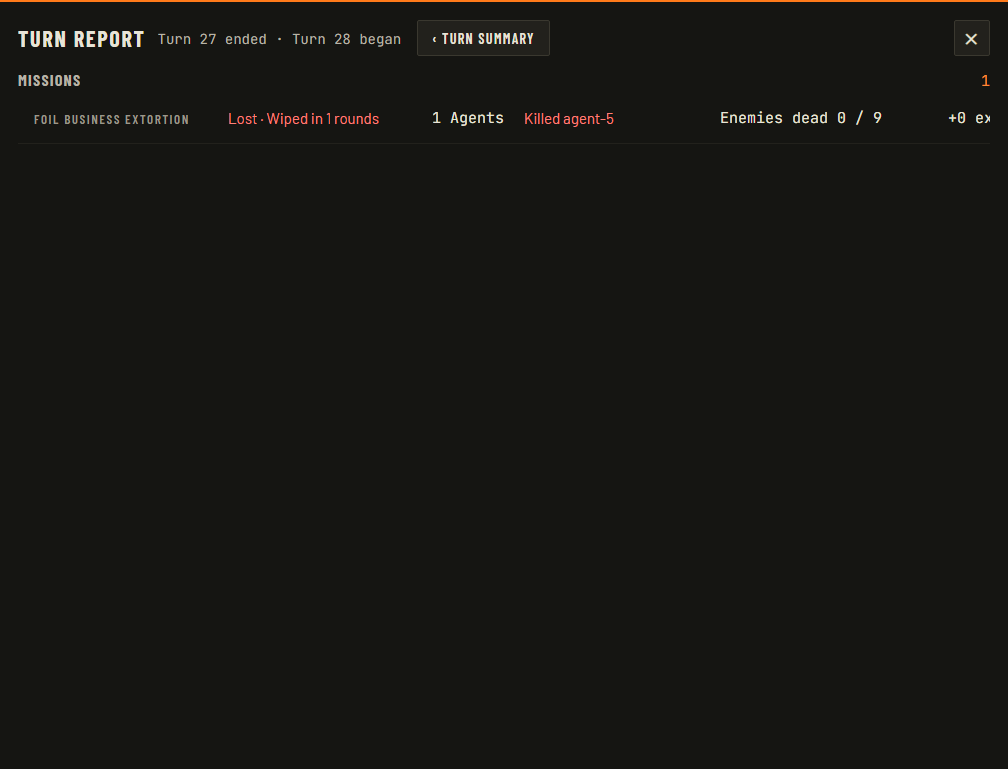 TURN REPORT Turn 27 ended · Turn 28 began ‹ TURN SUMMARY ✕
MISSIONS 1
FOIL BUSINESS EXTORTION Lost · Wiped in 1 rounds 1 Agents Killed agent-5 Enemies dead 0 / 9 +0 ex